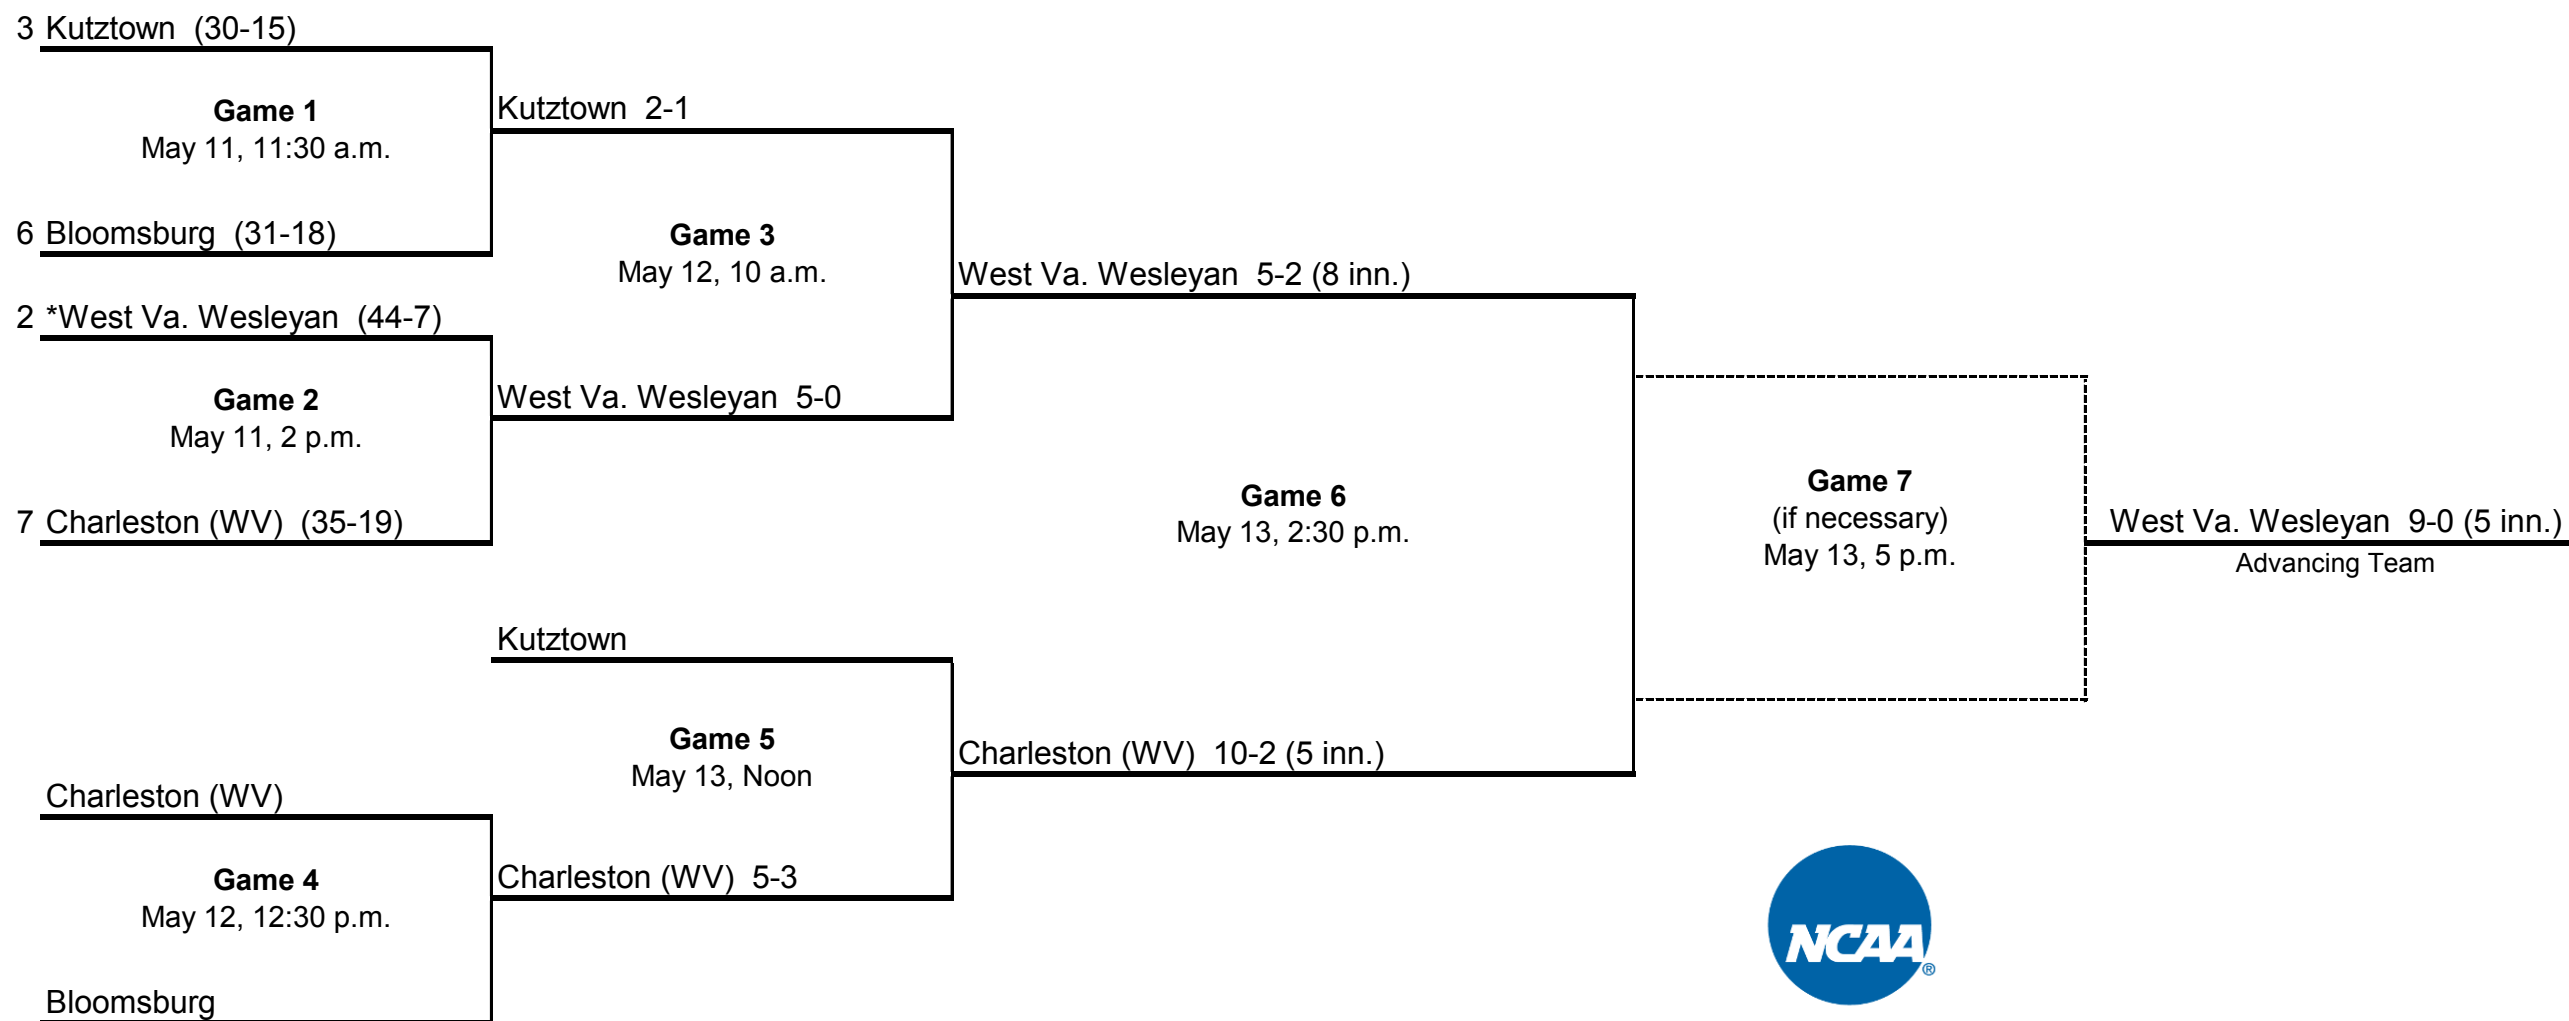 3 Kutztown (30-15)
Game 1
May 11, 11:30 a.m.
6 Bloomsburg (31-18)
2 *West Va. Wesleyan (44-7)
Game 2
May 11, 2 p.m.
7 Charleston (WV) (35-19)
Kutztown 2-1
Game 3
May 12, 10 a.m.
West Va. Wesleyan 5-0
West Va. Wesleyan 5-2 (8 inn.)
Game 6
May 13, 2:30 p.m.
Game 7
(if necessary)
May 13, 5 p.m.
West Va. Wesleyan 9-0 (5 inn.)
Advancing Team
Kutztown
Game 5
May 13, Noon
Charleston (WV) 10-2 (5 inn.)
Charleston (WV)
Game 4
May 12, 12:30 p.m.
Bloomsburg
Charleston (WV) 5-3
NCAA®